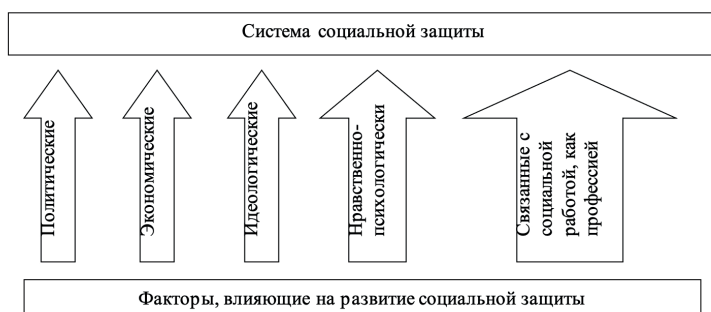 Система социальной защиты
Политические
Экономические
Идеологические
Нравственно-
психологически
Связанные с
социальной
работой, как
профессией
Факторы, влияющие на развитие социальной защиты